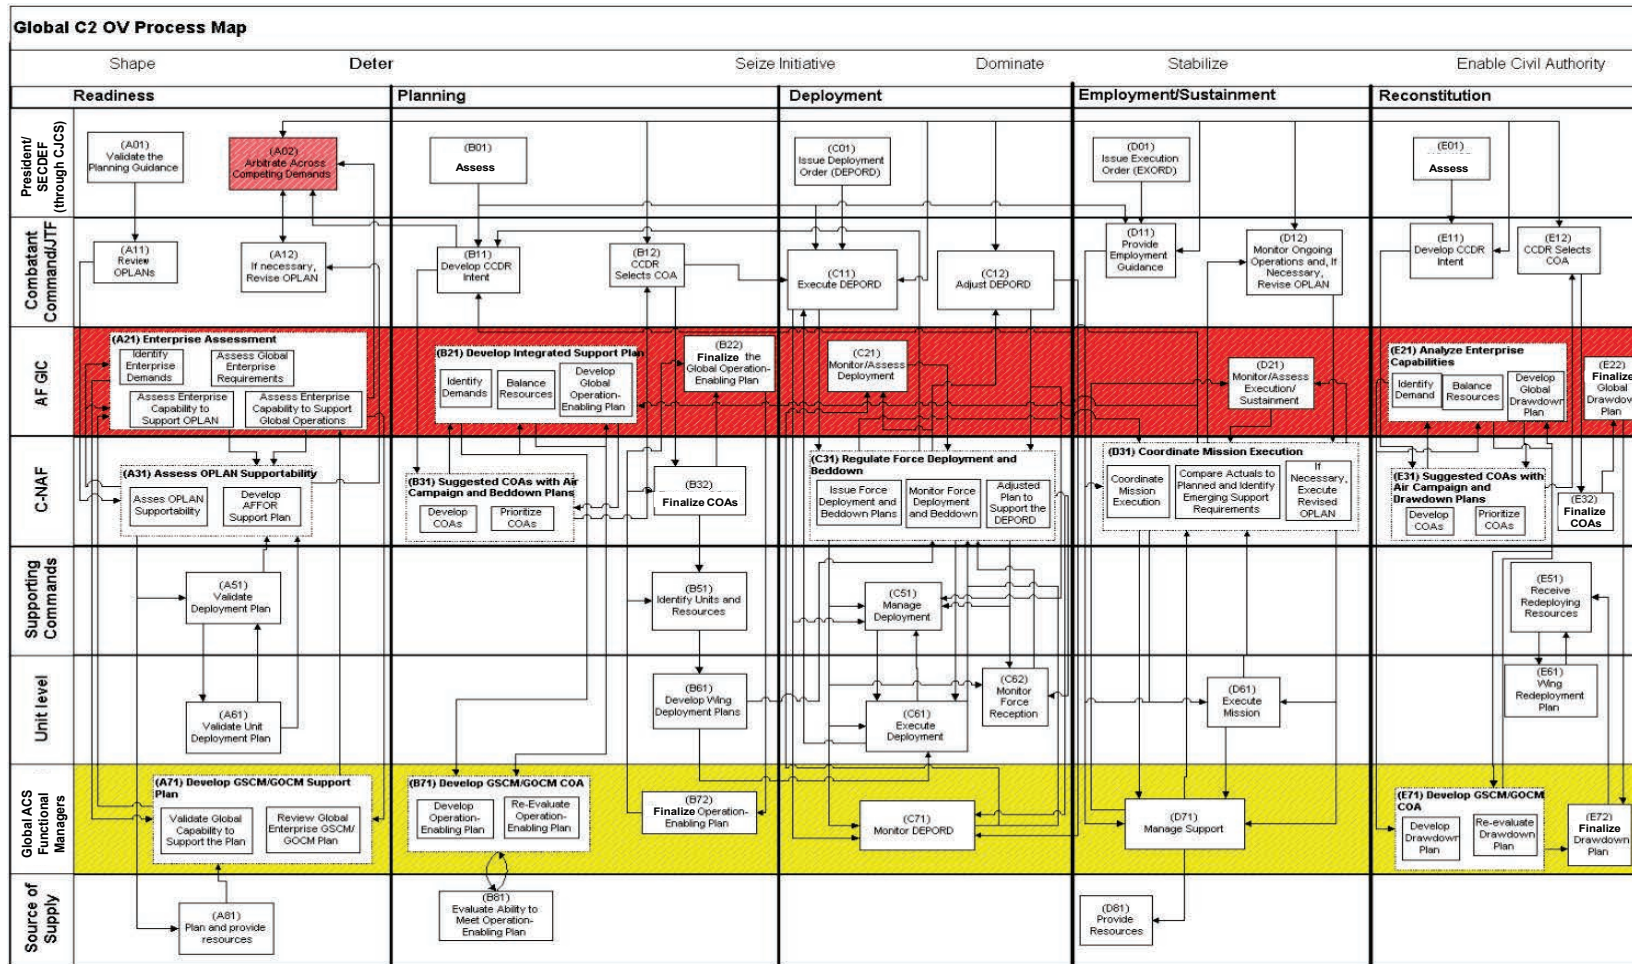 Global C2 OV Process Map
Shape
Deter
Seize Initiative
Dominate
Stabilize
Enable Civil Authority
Readiness
Planning
Deployment
Employment/Sustainment
Reconstitution
President/
SECDEF
(through CJCS)
(A01)
Validate the
Planning Guidance
(A02)
Arbitrate Across
Competing Demands
(B01)
Assess
(C01)
Issue Deployment
Order (DEPORD)
(D01)
Issue Execution
Order (EXORD)
(E01)
Assess
Combatant
Command/JTF
(A11)
Review
OPLANs
(A12)
If necessary,
Revise OPLAN
(B11)
Develop CCDR
Intent
(B12)
CCDR
Selects COA
(C11)
Execute DEPORD
(C12)
Adjust DEPORD
(D11)
Provide
Employment
Guidance
(D12)
Monitor Ongoing
Operations and, If
Necessary,
Revise OPLAN
(E11)
Develop CCDR
Intent
(E12)
CCDR Selects
COA
AF GIC
(A21) Enterprise Assessment
Identify
Enterprise
Demands
Assess Global
Enterprise
Requirements
Assess Enterprise
Capability to
Support OPLAN
Assess Enterprise
Capability to Support
Global Operations
(B21) Develop Integrated Support Plan
Identify
Demands
Balance
Resources
Develop
Global
Operation-
Enabling Plan
(B22)
Finalize the
Global Operation-
Enabling Plan
(C21)
Monitor/Assess
Deployment
(D21)
Monitor/Assess
Execution/
Sustainment
(E21) Analyze Enterprise
Capabilities
Identify
Demand
Balance
Resources
Develop
Global
Drawdown
Plan
(E22)
Finalize
Global
Drawdown
Plan
C-NAF
(A31) Assess OPLAN Supportability
Asses OPLAN
Supportability
Develop
AFFOR
Support Plan
(B31) Suggested COAs with Air
Campaign and Beddown Plans
Develop
COAs
Prioritize
COAs
(B32)
Finalize COAs
(C31) Regulate Force Deployment and
Beddown
Issue Force
Deployment and
Beddown Plans
Monitor Force
Deployment
and Beddown
Adjusted
Plan to
Support the
DEPORD
(D31) Coordinate Mission Execution
Coordinate
Mission
Execution
Compare Actuals to
Planned and Identify
Emerging Support
Requirements
If
Necessary,
Execute
Revised
OPLAN
(E31) Suggested COAs with
Air Campaign and
Drawdown Plans
Develop
COAs
Prioritize
COAs
(E32)
Finalize
COAs
Supporting
Commands
(A51)
Validate
Deployment Plan
(B51)
Identify Units and
Resources
(C51)
Manage
Deployment
(E51)
Receive
Redeploying
Resources
Unit level
(A61)
Validate Unit
Deployment Plan
(B61)
Develop Wing
Deployment Plans
(C61)
Execute
Deployment
(C62)
Monitor
Force
Reception
(D61)
Execute
Mission
(E61)
Wing
Redeployment
Plan
Global ACS
Functional
Managers
(A71) Develop GSCM/GOCM Support
Plan
Validate Global
Capability to
Support the Plan
Review Global
Enterprise GSCM/
GOCM Plan
(B71) Develop GSCM/GOCM COA
Develop
Operation-
Enabling Plan
Re-Evaluate
Operation-
Enabling Plan
(B72)
Finalize Operation-
Enabling Plan
(C71)
Monitor DEPORD
(D71)
Manage Support
(E71) Develop GSCM/GOCM
COA
Develop
Drawdown
Plan
Re-evaluate
Drawdown
Plan
(E72)
Finalize
Drawdown
Plan
Source of
Supply
(A81)
Plan and provide
resources
(B81)
Evaluate Ability to
Meet Operation-
Enabling Plan
(D81)
Provide
Resources